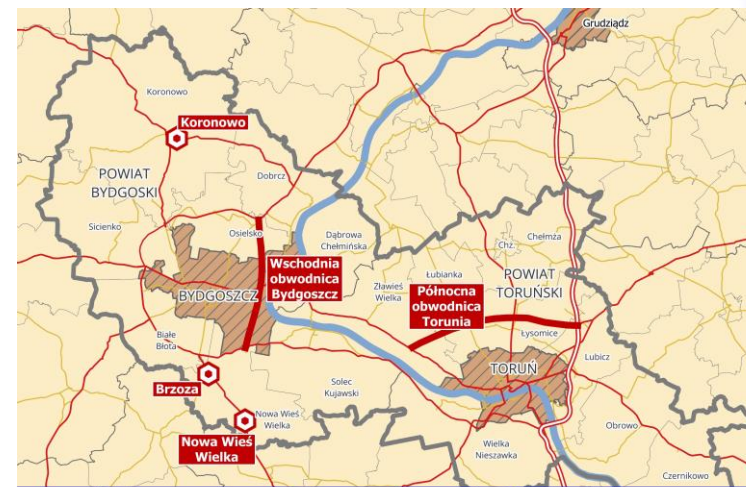 Grudziądz
Koronowo
Koronowo
POWIAT
BYDGOSKI
Dobrcz
Sicienko
Osielsko
Dąbrowa
Chełmińska
Chełmża
Chż.
Wschodnia
obwodnica
Bydgoszcz
BYDGOSZCZ
Zławieś
Wielka
Łubianka
POWIAT
TORUŃSKI
Północna
obwodnica
Torunia
Łysomice
Białe
Błota
Lubicz
TORUŃ
Brzoza
Solec
Kujawski
Nowa Wieś
Wielka
Nowa Wieś
Wielka
Obrowo
Wielka
Nieszawka
Czernikowo